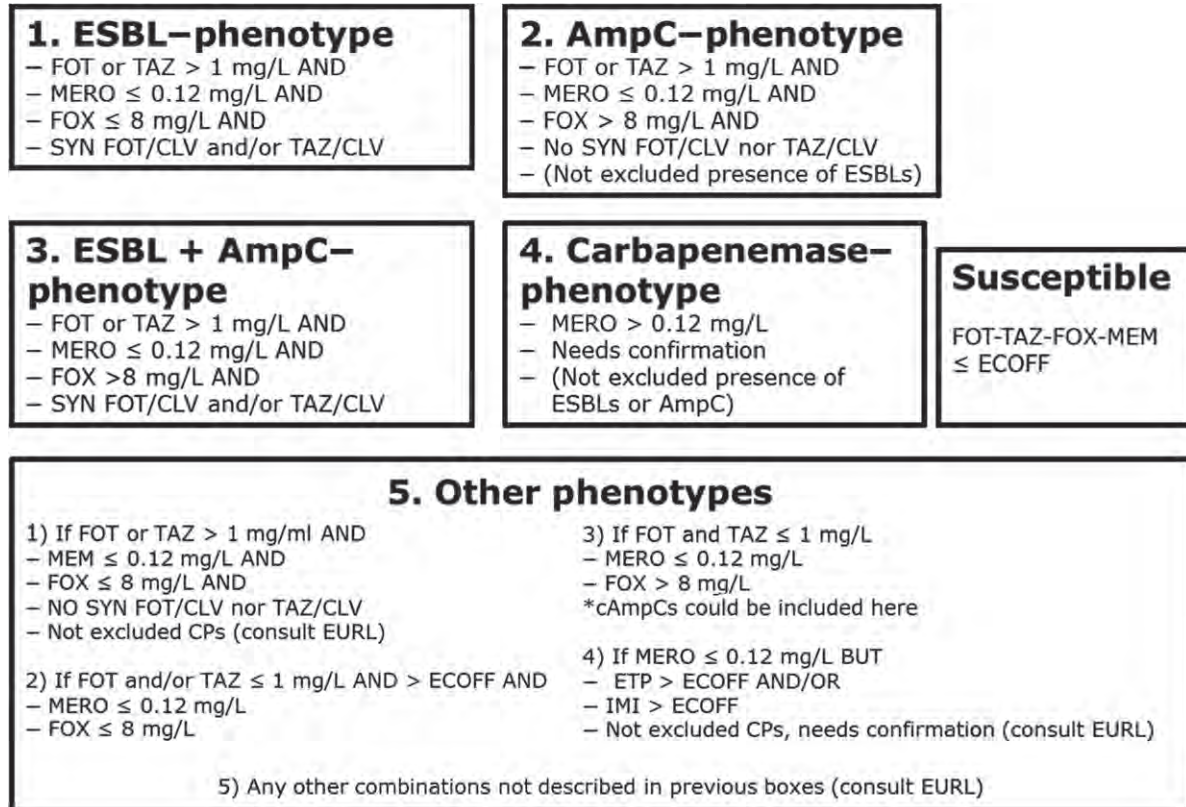 1. ESBL–phenotype
– FOT or TAZ > 1 mg/L AND
– MERO ≤ 0.12 mg/L AND
– FOX ≤ 8 mg/L AND
– SYN FOT/CLV and/or TAZ/CLV
2. AmpC–phenotype
– FOT or TAZ > 1 mg/L AND
– MERO ≤ 0.12 mg/L AND
– FOX > 8 mg/L AND
– No SYN FOT/CLV nor TAZ/CLV
– (Not excluded presence of ESBLs)
3. ESBL + AmpC–
phenotype
– FOT or TAZ > 1 mg/L AND
– MERO ≤ 0.12 mg/L AND
– FOX >8 mg/L AND
– SYN FOT/CLV and/or TAZ/CLV
4. Carbapenemase–
phenotype
– MERO > 0.12 mg/L
– Needs confirmation
– (Not excluded presence of
ESBLs or AmpC)
Susceptible
FOT-TAZ-FOX-MEM
≤ ECOFF
5. Other phenotypes
1) If FOT or TAZ > 1 mg/ml AND
– MEM ≤ 0.12 mg/L AND
– FOX ≤ 8 mg/L AND
– NO SYN FOT/CLV nor TAZ/CLV
– Not excluded CPs (consult EURL)
2) If FOT and/or TAZ ≤ 1 mg/L AND > ECOFF AND
– MERO ≤ 0.12 mg/L
– FOX ≤ 8 mg/L
3) If FOT and TAZ ≤ 1 mg/L
– MERO ≤ 0.12 mg/L
– FOX > 8 mg/L
*cAmpCs could be included here
4) If MERO ≤ 0.12 mg/L BUT
– ETP > ECOFF AND/OR
– IMI > ECOFF
– Not excluded CPs, needs confirmation (consult EURL)
5) Any other combinations not described in previous boxes (consult EURL)